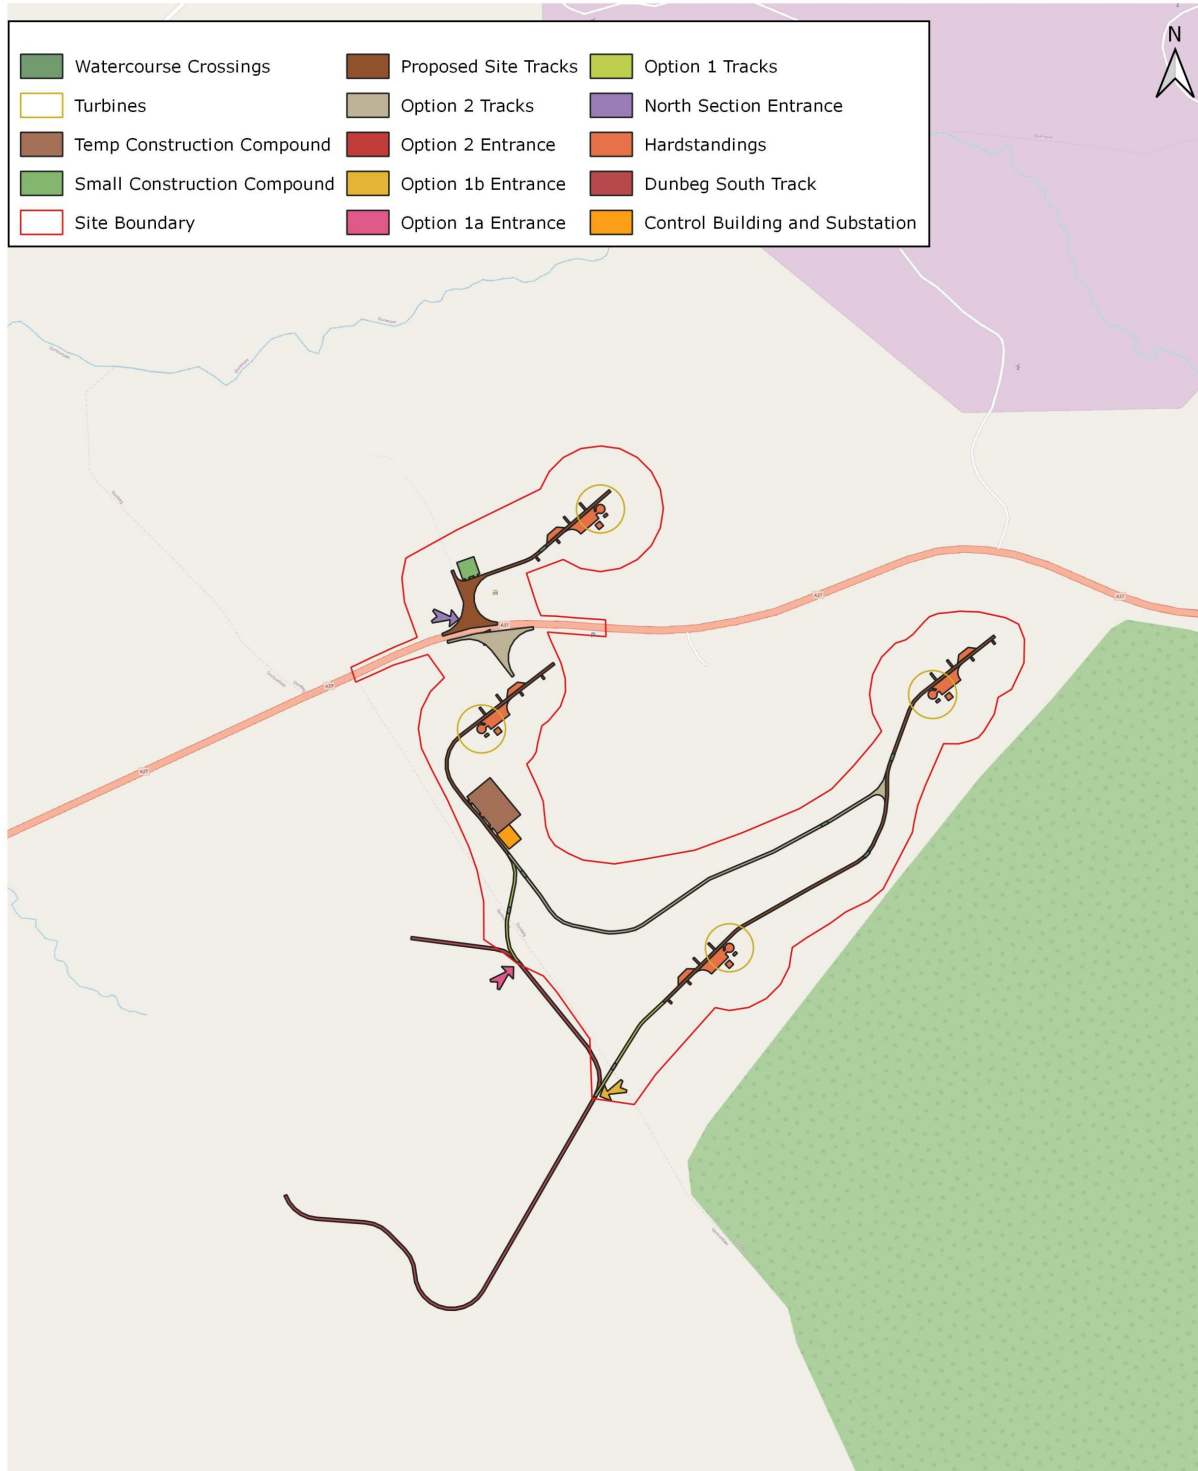 N
Watercourse Crossings
Proposed Site Tracks
Option 1 Tracks
Turbines
Option 2 Tracks
North Section Entrance
Temp Construction Compound
Option 2 Entrance
Hardstandings
Small Construction Compound
Option 1b Entrance
Dunbeg South Track
Site Boundary
Option 1a Entrance
Control Building and Substation
A37
A37
A37
A37
A37